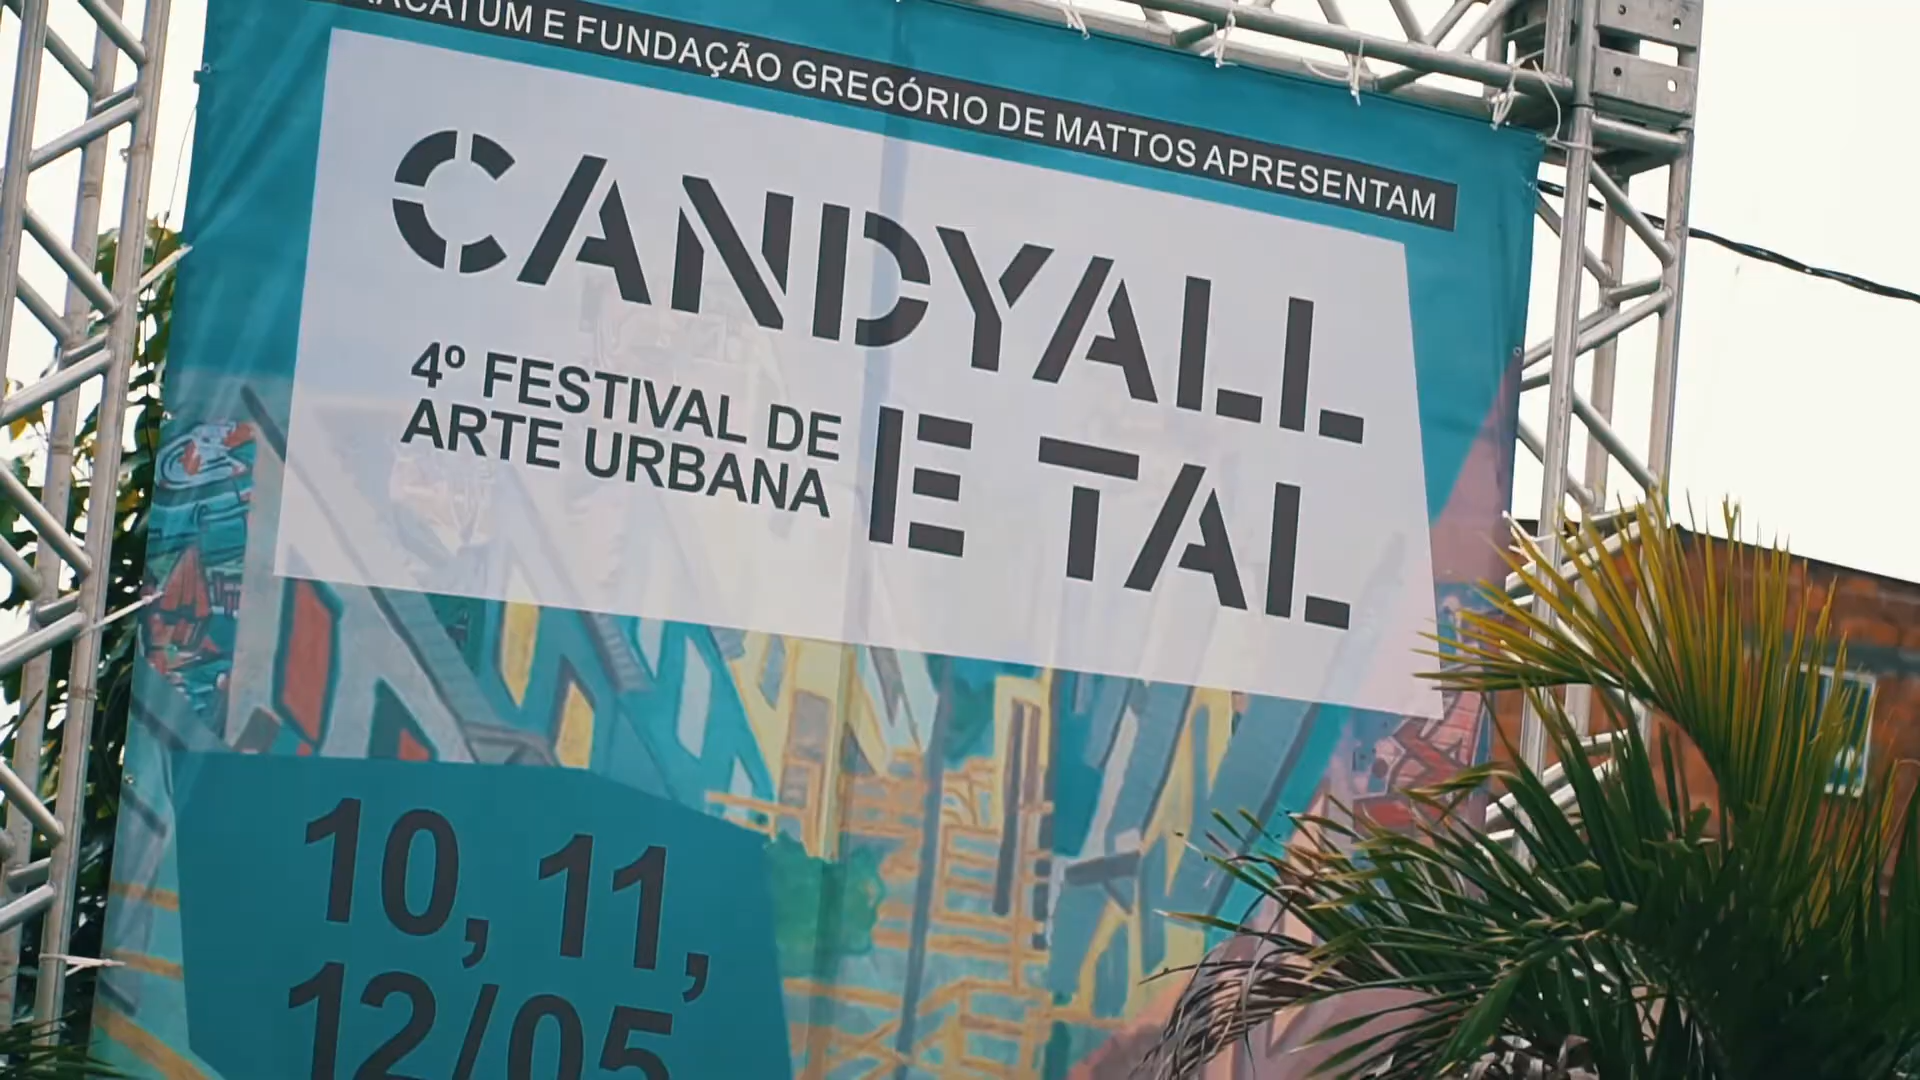 E FUNDAÇÃO GREGÓRIO DE MATTOS APRESENTAM
CANDYALL
4º FESTIVAL DE
ARTE URBANA
E TAL
10, 11,
12/05